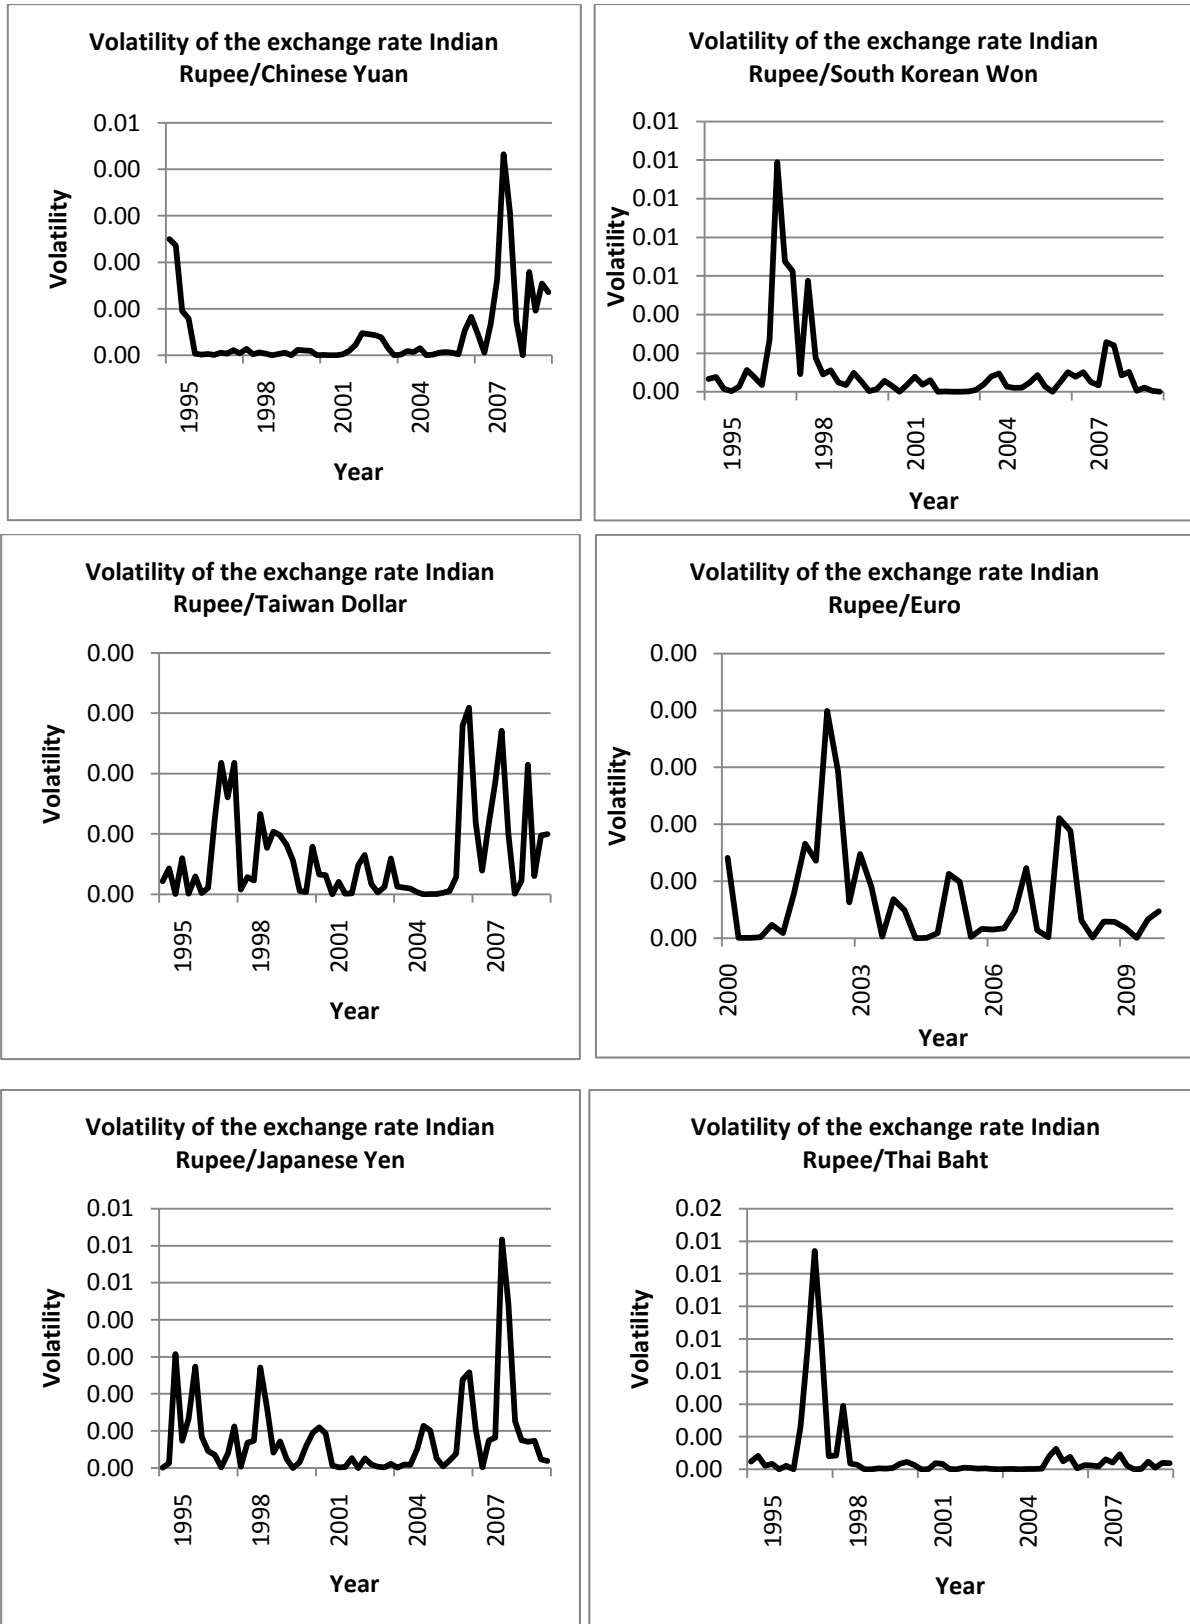 Volatility of the exchange rate Indian
Rupee/Chinese Yuan
0.01
0.00
0.00
0.00
0.00
0.00
Volatility
1995
1998
2001
2004
2007
Year
Volatility of the exchange rate Indian
Rupee/South Korean Won
0.01
0.01
0.01
0.01
0.01
0.00
0.00
0.00
Volatility
1995
1998
2001
2004
2007
Year
Volatility of the exchange rate Indian
Rupee/Taiwan Dollar
0.00
0.00
0.00
0.00
0.00
Volatility
1995
1998
2001
2004
2007
Year
Volatility of the exchange rate Indian
Rupee/Euro
0.00
0.00
0.00
0.00
0.00
0.00
Volatility
2000
2003
2006
2009
Year
Volatility of the exchange rate Indian
Rupee/Japanese Yen
0.01
0.01
0.01
0.00
0.00
0.00
0.00
0.00
Volatility
1995
1998
2001
2004
2007
Year
Volatility of the exchange rate Indian
Rupee/Thai Baht
0.02
0.01
0.01
0.01
0.01
0.01
0.00
0.00
0.00
Volatility
1995
1998
2001
2004
2007
Year